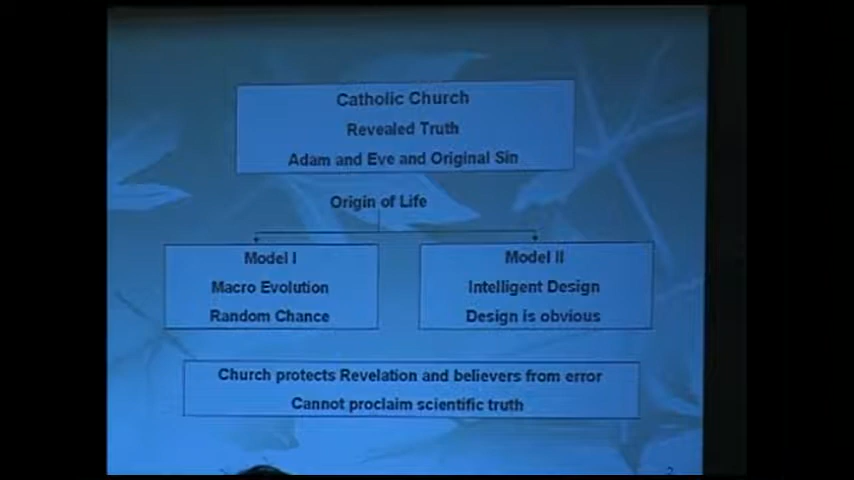 Catholic Church
Revealed Truth
Adam and Eve and Original Sin
Origin of Life
Model I
Model II
Macro Evolution
Intelligent Design
Random Chance
Design is obvious
Church protects Revelation and believers from error
Cannot proclaim scientific truth
2